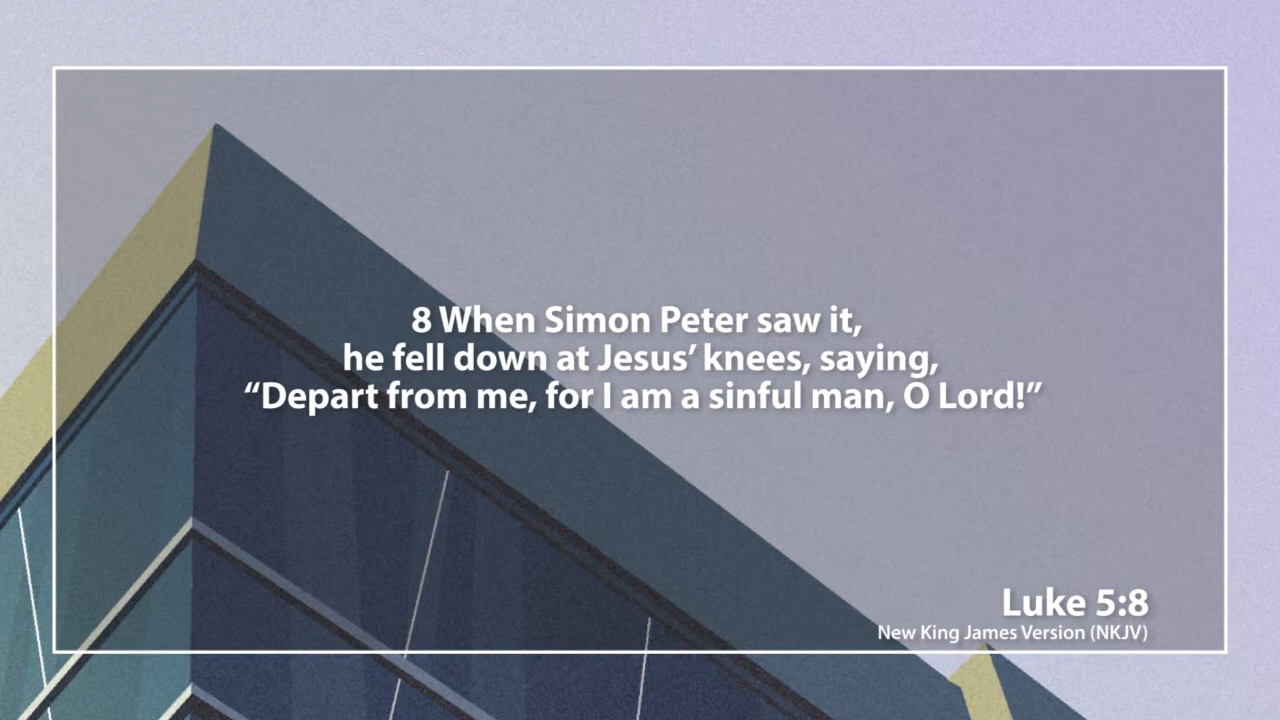 8 When Simon Peter saw it,
he fell down at Jesus’ knees, saying,
“Depart from me, for I am a sinful man, O Lord!”
Luke 5:8
New King James Version (NKJV)